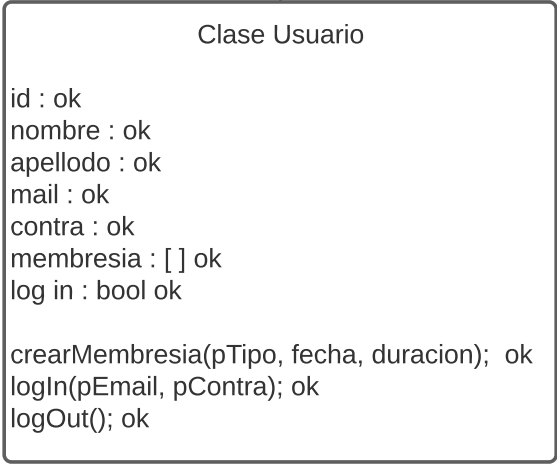 Clase Usuario
id : ok
nombre : ok
apellodo : ok
mail : ok
contra : ok
membresia : [ ] ok
log in : bool ok
crearMembresia(pTipo, fecha, duracion);  ok
logIn(pEmail, pContra); ok
logOut(); ok